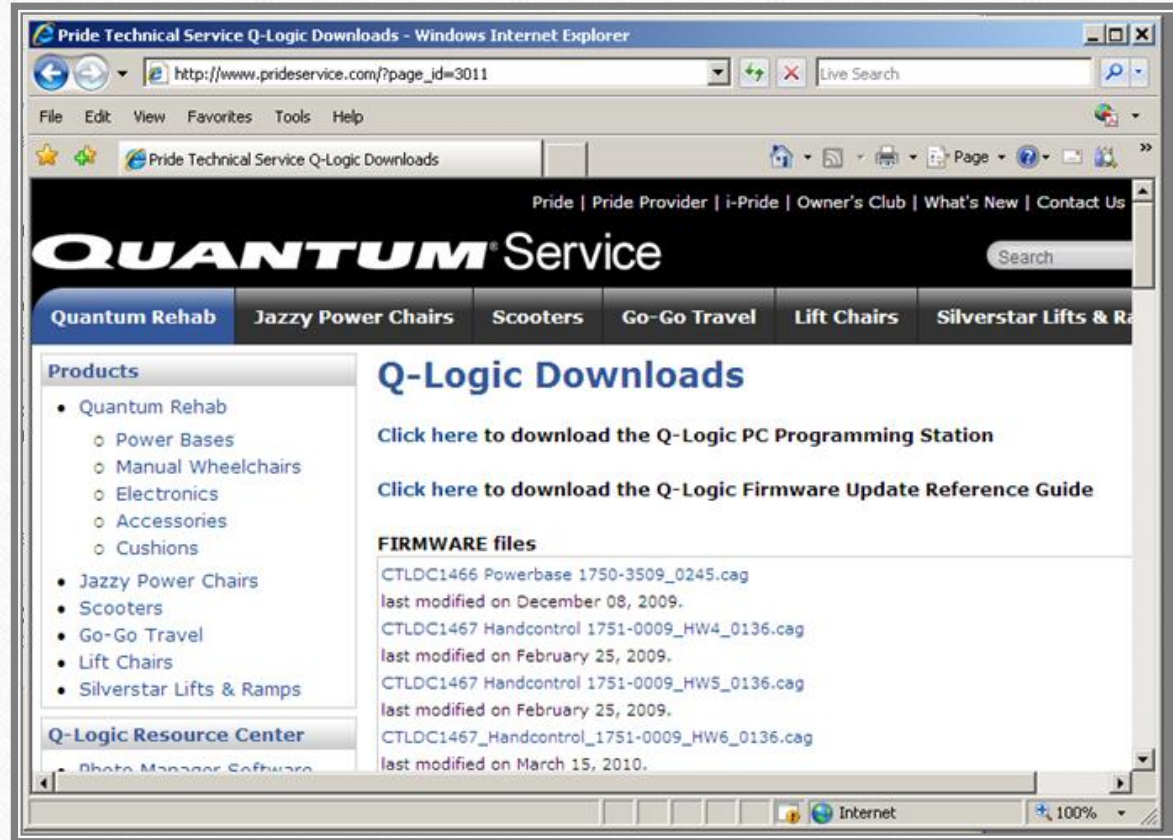 Pride Technical Service Q-Logic Downloads - Windows Internet Explorer
http://www.prideservice.com/?page_id=3011
Live Search
File Edit View Favorites Tools Help
Pride Technical Service Q-Logic Downloads
Page
Pride | Pride Provider | i-Pride | Owner's Club | What's New | Contact Us
QUANTUM® Service
Search
Quantum Rehab Jazzy Power Chairs Scooters Go-Go Travel Lift Chairs Silverstar Lifts & Ra
Products
• Quantum Rehab
o Power Bases
o Manual Wheelchairs
o Electronics
o Accessories
o Cushions
• Jazzy Power Chairs
• Scooters
• Go-Go Travel
• Lift Chairs
• Silverstar Lifts & Ramps
Q-Logic Resource Center
• Photo Manager Software
Q-Logic Downloads
Click here to download the Q-Logic PC Programming Station
Click here to download the Q-Logic Firmware Update Reference Guide
FIRMWARE files
CTLDC1466 Powerbase 1750-3509_0245.cag
last modified on December 08, 2009.
CTLDC1467 Handcontrol 1751-0009_HW4_0136.cag
last modified on February 25, 2009.
CTLDC1467 Handcontrol 1751-0009_HW5_0136.cag
last modified on February 25, 2009.
CTLDC1467_Handcontrol_1751-0009_HW6_0136.cag
last modified on March 15, 2010.
Internet
100%